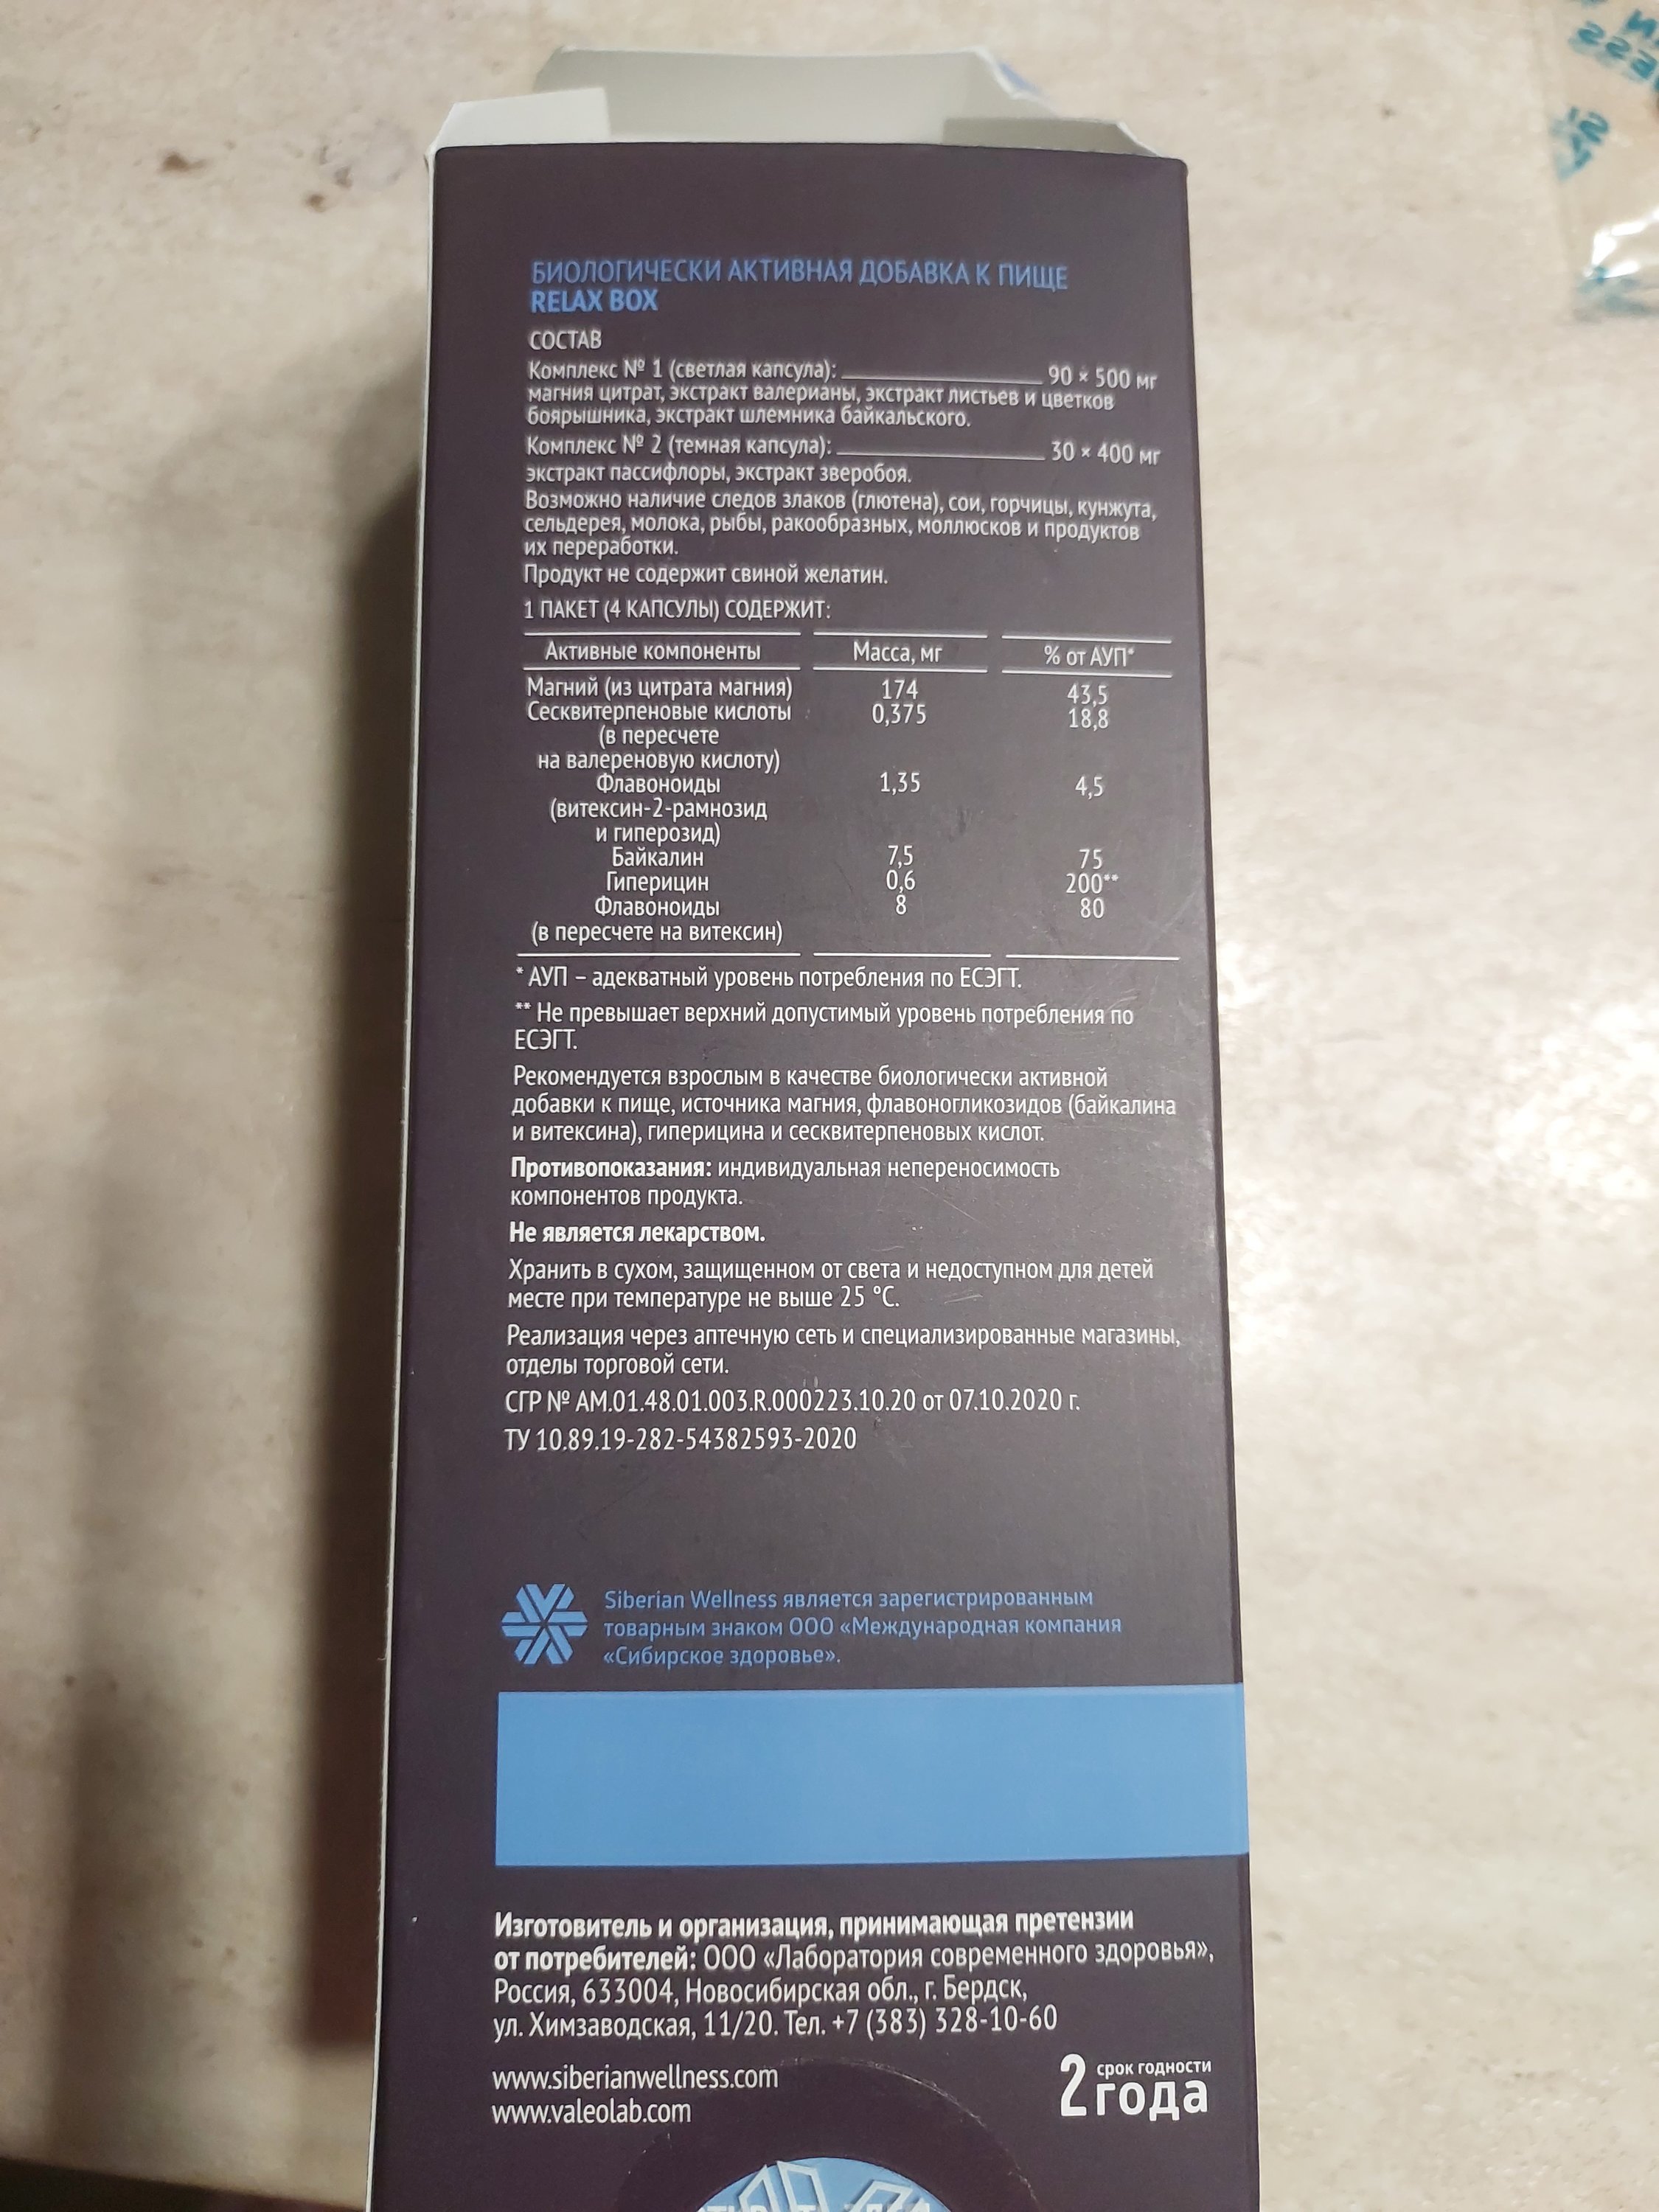 БИОЛОГИЧЕСКИ АКТИВНАЯ ДОБАВКА К ПИЩЕ
RELAX BOX
СОСТАВ
Комплекс № 1 (светлая капсула): 90 × 500 мг
магния цитрат, экстракт валерианы, экстракт листьев и цветков
боярышника, экстракт шлемника байкальского.
Комплекс № 2 (темная капсула): 30 × 400 мг
экстракт пассифлоры, экстракт зверобоя.
Возможно наличие следов злаков (глютена), сои, горчицы, кунжута,
сельдерея, молока, рыбы, ракообразных, моллюсков и продуктов
их переработки.
Продукт не содержит свиной желатин.
1 ПАКЕТ (4 КАПСУЛЫ) СОДЕРЖИТ:
Активные компоненты Масса, мг % от АУП*
Магний (из цитрата магния) 174 43,5
Сесквитерпеновые кислоты 0,375 18,8
(в пересчете
на валереновую кислоту)
Флавоноиды 1,35 4,5
(витексин-2-рамнозид
и гиперозид)
Байкалин 7,5 75
Гиперицин 0,6 200**
Флавоноиды 8 80
(в пересчете на витексин)
* АУП – адекватный уровень потребления по ЕСЭГТ.
** Не превышает верхний допустимый уровень потребления по
ЕСЭГТ.
Рекомендуется взрослым в качестве биологически активной
добавки к пище, источника магния, флавоногликозидов (байкалина
и витексина), гиперицина и сесквитерпеновых кислот.
Противопоказания: индивидуальная непереносимость
компонентов продукта.
Не является лекарством.
Хранить в сухом, защищенном от света и недоступном для детей
месте при температуре не выше 25 °C.
Реализация через аптечную сеть и специализированные магазины,
отделы торговой сети.
СГР № AM.01.48.01.003.R.000223.10.20 от 07.10.2020 г.
ТУ 10.89.19-282-54382593-2020
Siberian Wellness является зарегистрированным
товарным знаком ООО «Международная компания
«Сибирское здоровье».
Изготовитель и организация, принимающая претензии
от потребителей: ООО «Лаборатория современного здоровья»,
Россия, 633004, Новосибирская обл., г. Бердск,
ул. Химзаводская, 11/20. Тел. +7 (383) 328-10-60
www.siberianwellness.com
www.valeolab.com
2 срок годности
года